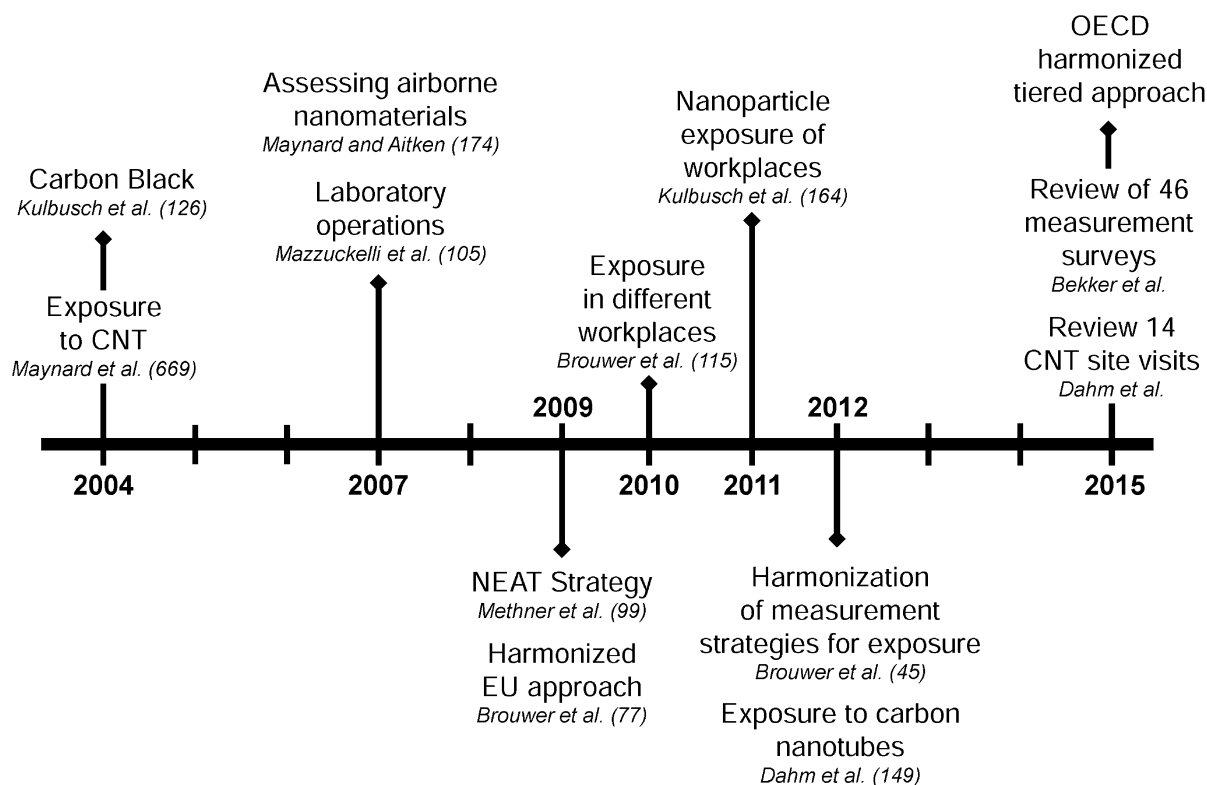 Carbon Black
Kulbusch et al. (126)
Exposure
to CNT
Maynard et al. (669)
2004
Assessing airborne
nanomaterials
Maynard and Aitken (174)
Laboratory
operations
Mazzuckelli et al. (105)
2007
2009
NEAT Strategy
Methner et al. (99)
Harmonized
EU approach
Brouwer et al. (77)
Exposure
in different
workplaces
Brouwer et al. (115)
2010
Nanoparticle
exposure of
workplaces
Kulbusch et al. (164)
2011
2012
Harmonization
of measurement
strategies for exposure
Brouwer et al. (45)
Exposure to carbon
nanotubes
Dahm et al. (149)
OECD
harmonized
tiered approach
Review of 46
measurement
surveys
Bekker et al.
Review 14
CNT site visits
Dahm et al.
2015